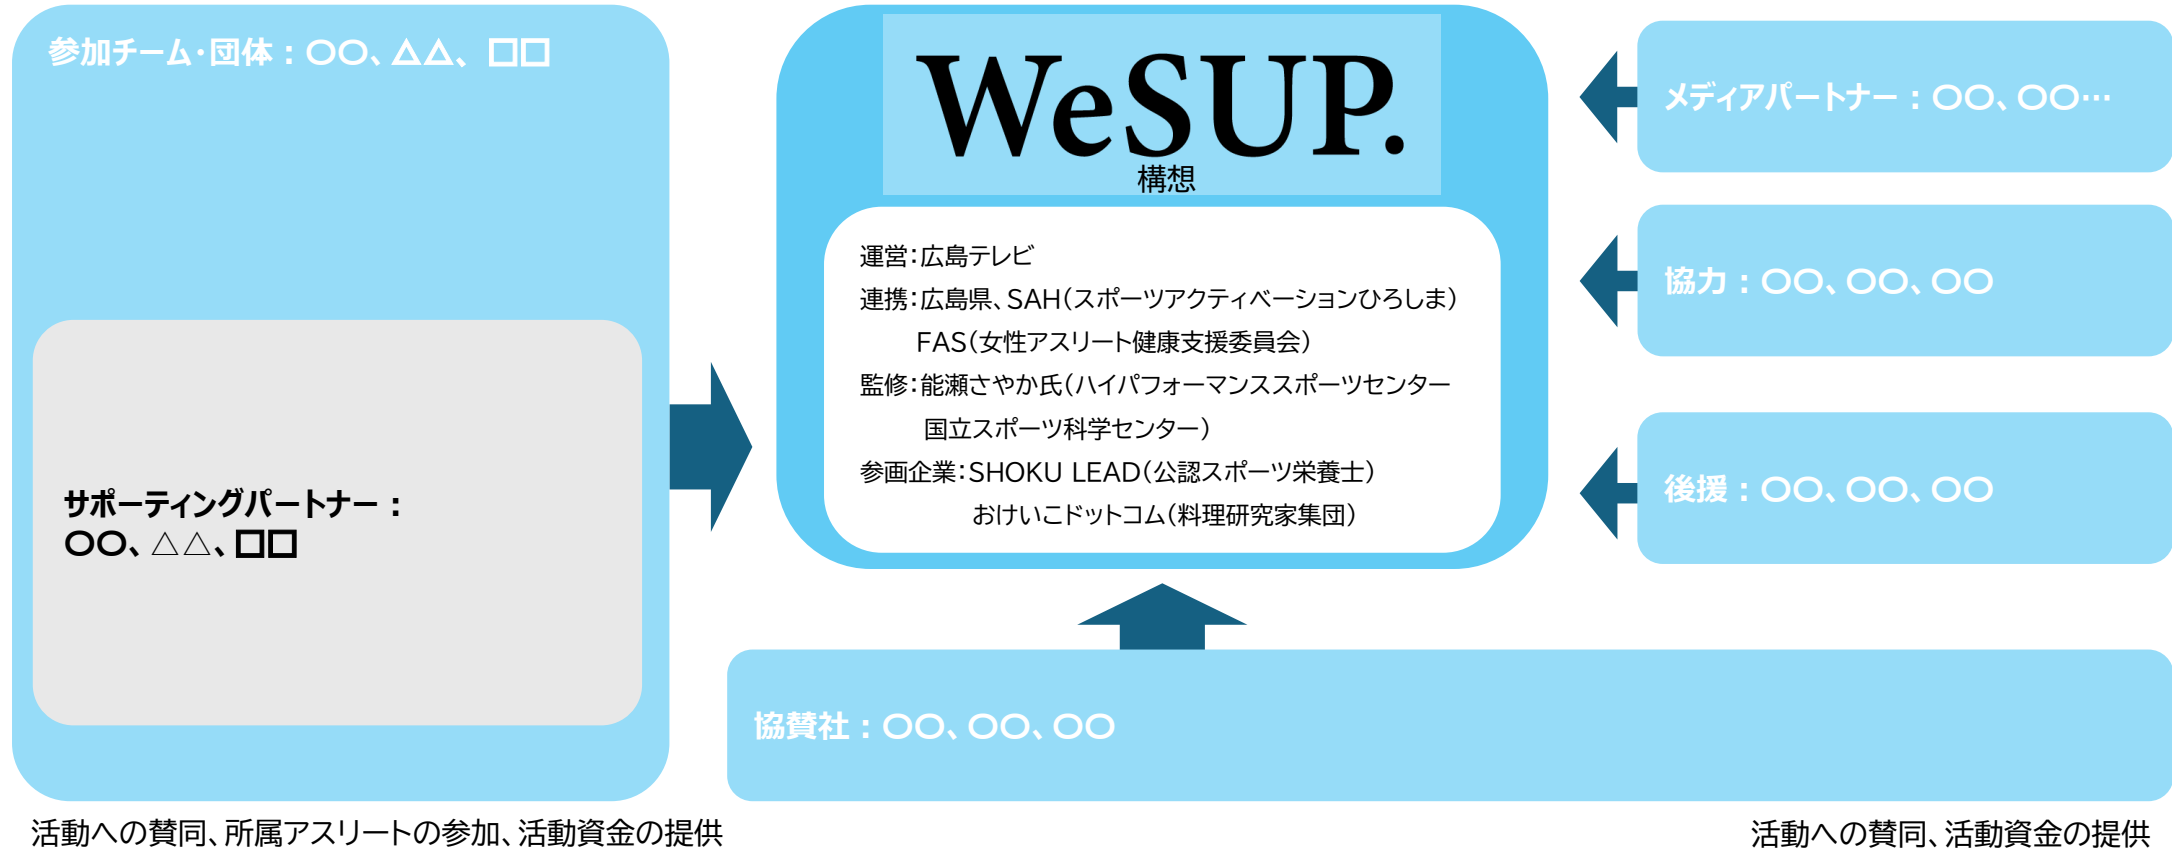 参加チーム・団体：〇〇、△△、 □□
サポーティングパートナー：
〇〇、△△、□□
WeSUP.
構想
運営：広島テレビ
連携：広島県、SAH（スポーツアクティベーションひろしま）
FAS（女性アスリート健康支援委員会）
監修：能瀬さやか氏（ハイパフォーマンススポーツセンター
国立スポーツ科学センター）
参画企業：SHOKU LEAD（公認スポーツ栄養士）
おけいこドットコム（料理研究家集団）
メディアパートナー：〇〇、〇〇…
協力：〇〇、〇〇、〇〇
後援：〇〇、〇〇、〇〇
協賛社：〇〇、〇〇、〇〇
活動への賛同、所属アスリートの参加、活動資金の提供
活動への賛同、活動資金の提供